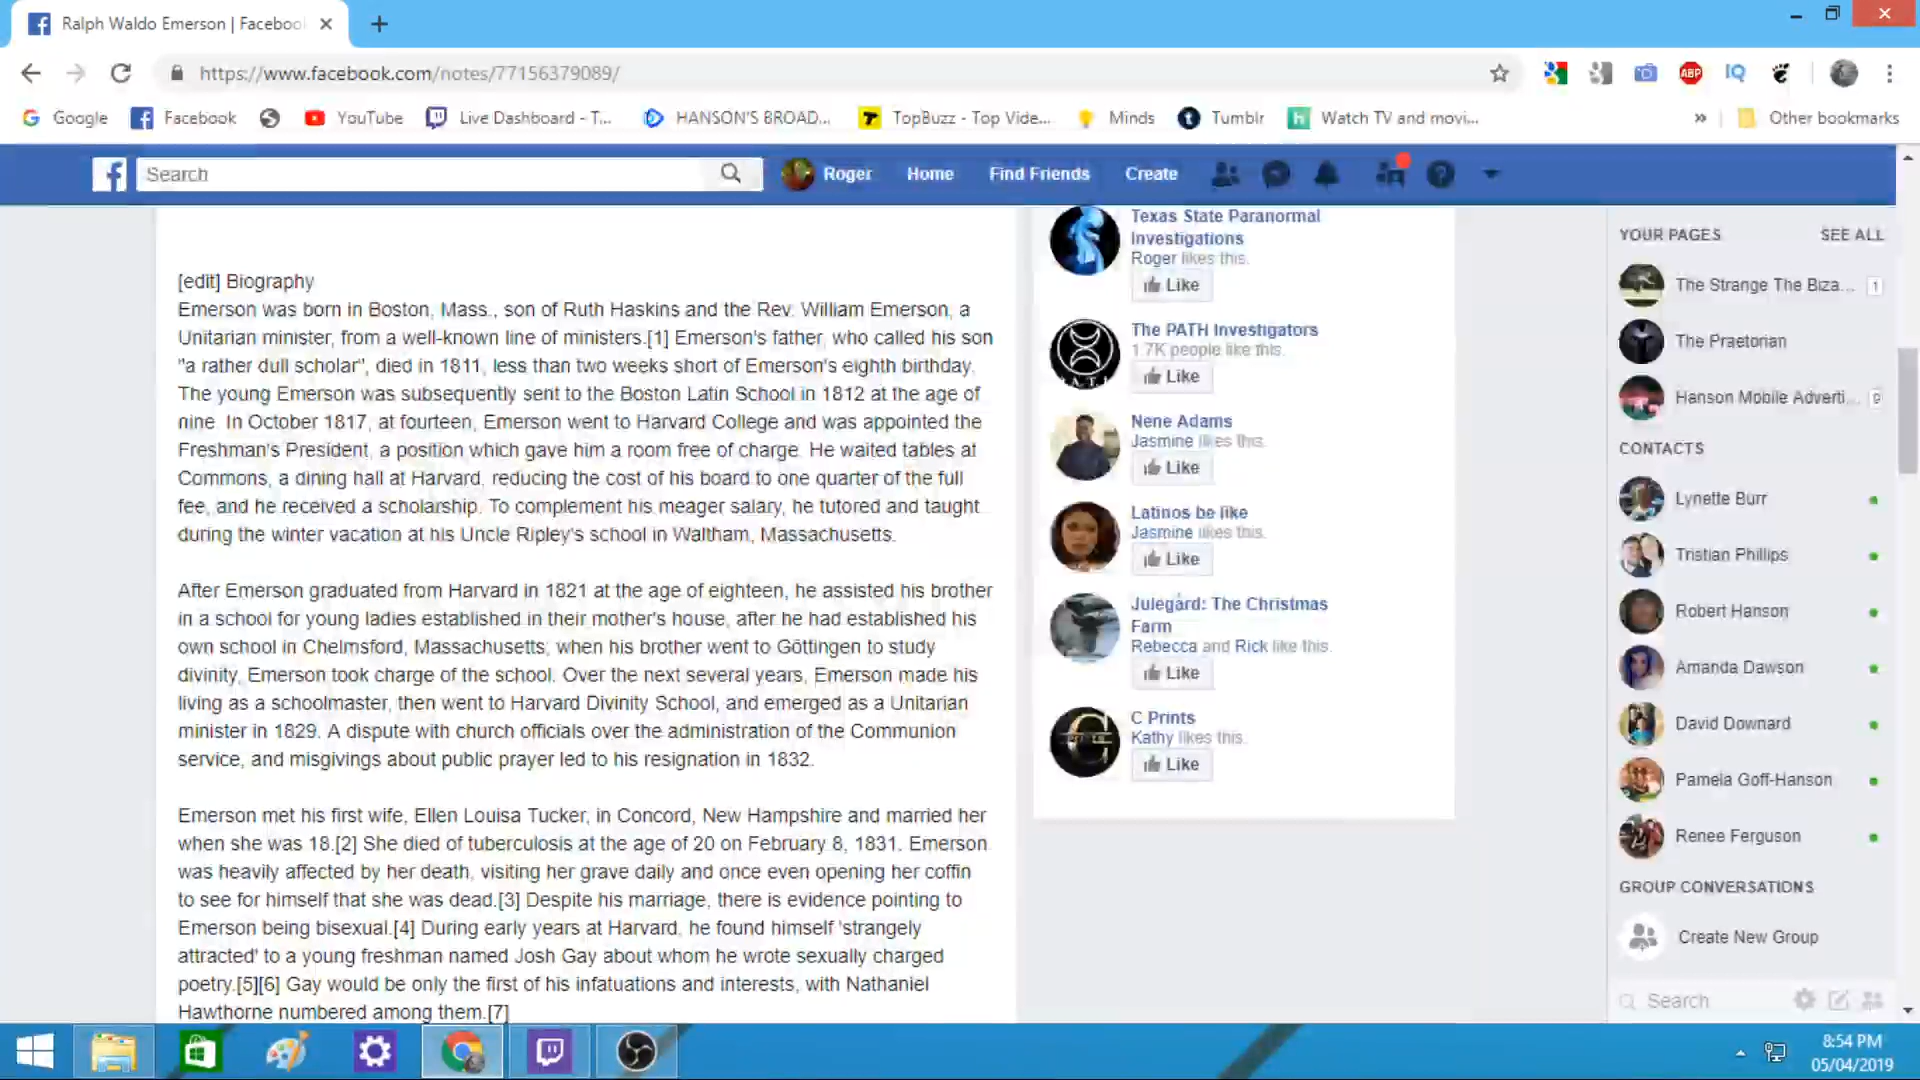 Ralph Waldo Emerson | Faceboo
https://www.facebook.com/notes/77156379089/
ABP
IQ
Google
Facebook
YouTube
Live Dashboard - T...
HANSON'S BROAD...
TopBuzz - Top Vide...
Minds
Tumblr
Watch TV and movi...
»
Other bookmarks
Search
Roger
Home
Find Friends
Create
[edit] Biography
Emerson was born in Boston, Mass., son of Ruth Haskins and the Rev. William Emerson, a
Unitarian minister, from a well-known line of ministers.[1] Emerson's father, who called his son
"a rather dull scholar", died in 1811, less than two weeks short of Emerson's eighth birthday.
The young Emerson was subsequently sent to the Boston Latin School in 1812 at the age of
nine. In October 1817, at fourteen, Emerson went to Harvard College and was appointed the
Freshman's President, a position which gave him a room free of charge. He waited tables at
Commons, a dining hall at Harvard, reducing the cost of his board to one quarter of the full
fee, and he received a scholarship. To complement his meager salary, he tutored and taught
during the winter vacation at his Uncle Ripley's school in Waltham, Massachusetts.
After Emerson graduated from Harvard in 1821 at the age of eighteen, he assisted his brother
in a school for young ladies established in their mother's house, after he had established his
own school in Chelmsford, Massachusetts; when his brother went to Göttingen to study
divinity, Emerson took charge of the school. Over the next several years, Emerson made his
living as a schoolmaster, then went to Harvard Divinity School, and emerged as a Unitarian
minister in 1829. A dispute with church officials over the administration of the Communion
service, and misgivings about public prayer led to his resignation in 1832.
Emerson met his first wife, Ellen Louisa Tucker, in Concord, New Hampshire and married her
when she was 18.[2] She died of tuberculosis at the age of 20 on February 8, 1831. Emerson
was heavily affected by her death, visiting her grave daily and once even opening her coffin
to see for himself that she was dead.[3] Despite his marriage, there is evidence pointing to
Emerson being bisexual.[4] During early years at Harvard, he found himself 'strangely
attracted' to a young freshman named Josh Gay about whom he wrote sexually charged
poetry.[5][6] Gay would be only the first of his infatuations and interests, with Nathaniel
Hawthorne numbered among them.[7]
Texas State Paranormal
Investigations
Roger likes this.
Like
The PATH Investigators
1.7K people like this.
Like
Nene Adams
Jasmine likes this.
Like
Latinos be like
Jasmine likes this.
Like
Julegård: The Christmas
Farm
Rebecca and Rick like this.
Like
C Prints
Kathy likes this.
Like
YOUR PAGES
SEE ALL
The Strange The Biza...
1
The Praetorian
Hanson Mobile Adverti...
9
CONTACTS
Lynette Burr
Tristian Phillips
Robert Hanson
Amanda Dawson
David Downard
Pamela Goff-Hanson
Renee Ferguson
GROUP CONVERSATIONS
Create New Group
Search
8:54 PM
05/04/2019